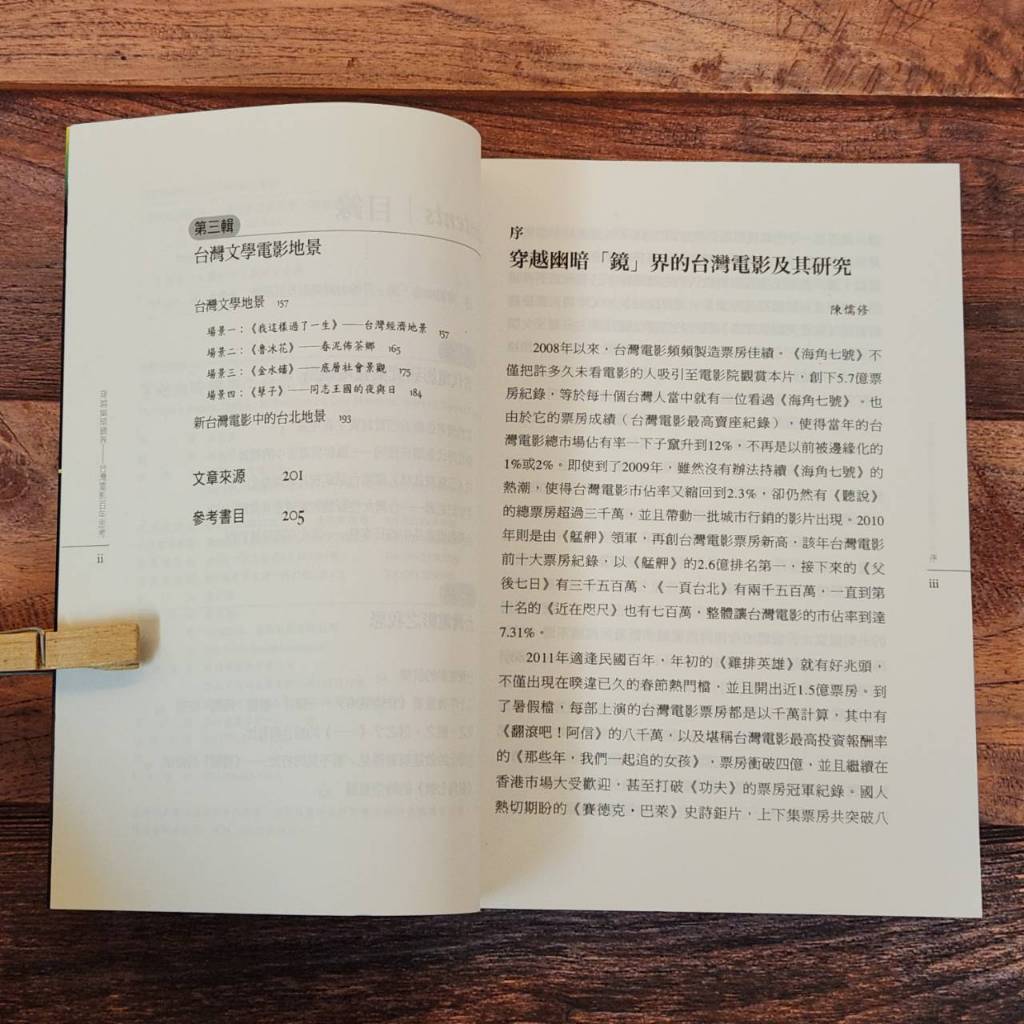 第三輯
台灣文學電影地景
台灣文學地景 157
場景一：《我這樣過了一生》——台灣經濟地景 157
場景二：《魯冰花》——春泥佈茶鄉 165
場景三：《金水嬸》——底層社會景觀 175
場景四：《孽子》——同志王國的夜與日 184
新台灣電影中的台北地景 193
文章來源 201
參考書目 205
ii
序
穿越幽暗「鏡」界的台灣電影及其研究
陳儒修
2008年以來，台灣電影頻頻製造票房佳績。《海角七號》不
僅把許多久未看電影的人吸引至電影院觀賞本片，創下5.7億票
房紀錄，等於每十個台灣人當中就有一位看過《海角七號》。也
由於它的票房成績（台灣電影最高賣座紀錄），使得當年的台
灣電影總市場佔有率一下子竄升到12%，不再是以前被邊緣化的
1%或2%。即使到了2009年，雖然沒有辦法持續《海角七號》的
熱潮，使得台灣電影市佔率又縮回到2.3%，卻仍然有《聽說》
的總票房超過三千萬，並且帶動一批城市行銷的影片出現。2010
年則是由《艋舺》領軍，再創台灣電影票房新高，該年台灣電影
前十大票房紀錄，以《艋舺》的2.6億排名第一，接下來的《父
後七日》有三千五百萬、《一頁台北》有兩千五百萬，一直到第
十名的《近在咫尺》也有七百萬，整體讓台灣電影的市佔率到達
7.31%。
2011年適逢民國百年，年初的《雞排英雄》就有好兆頭，
不僅出現在睽違已久的春節熱門檔，並且開出近1.5億票房。到
了暑假檔，每部上演的台灣電影票房都是以千萬計算，其中有
《翻滾吧！阿信》的八千萬，以及堪稱台灣電影最高投資報酬率
的《那些年，我們一起追的女孩》，票房衝破四億，並且繼續在
香港市場大受歡迎，甚至打破《功夫》的票房冠軍紀錄。國人
熱切期盼的《賽德克‧巴萊》史詩鉅片，上下集票房共突破八
序
iii